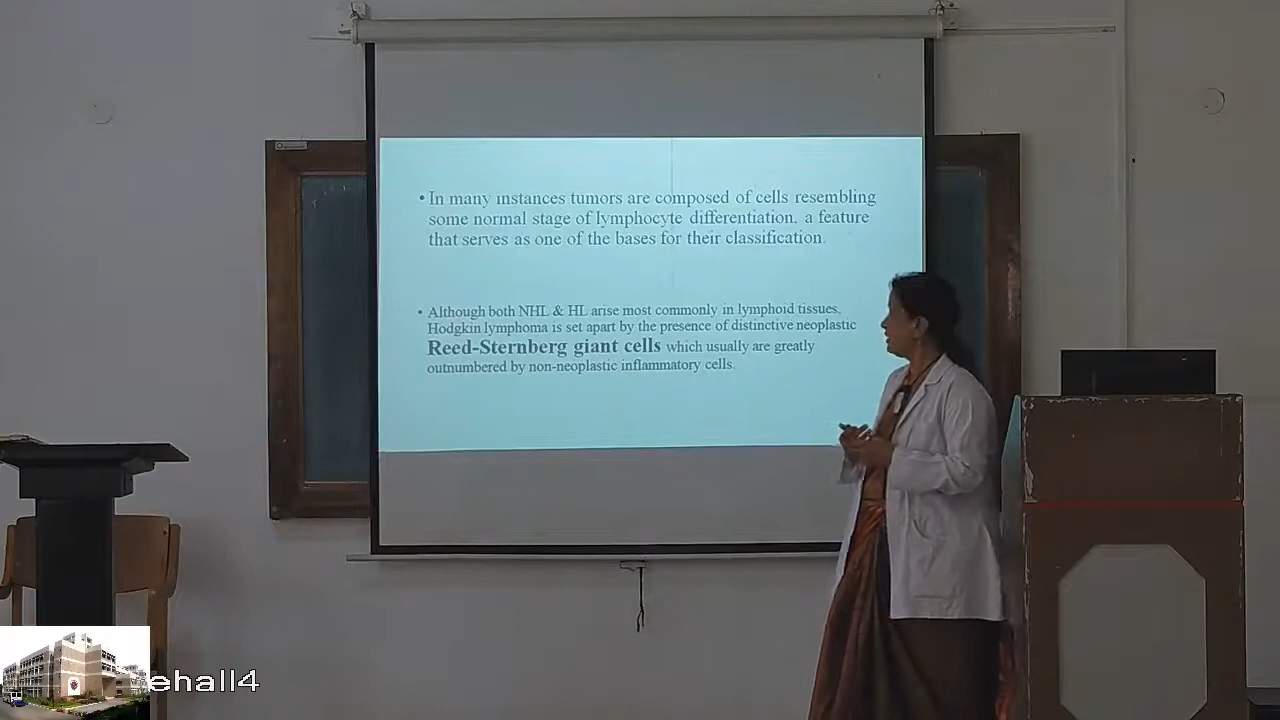 • In many instances tumors are composed of cells resembling
some normal stage of lymphocyte differentiation. a feature
that serves as one of the bases for their classification.
• Although both NHL & HL arise most commonly in lymphoid tissues,
Hodgkin lymphoma is set apart by the presence of distinctive neoplastic
Reed-Sternberg giant cells which usually are greatly
outnumbered by non-neoplastic inflammatory cells.
ehall4